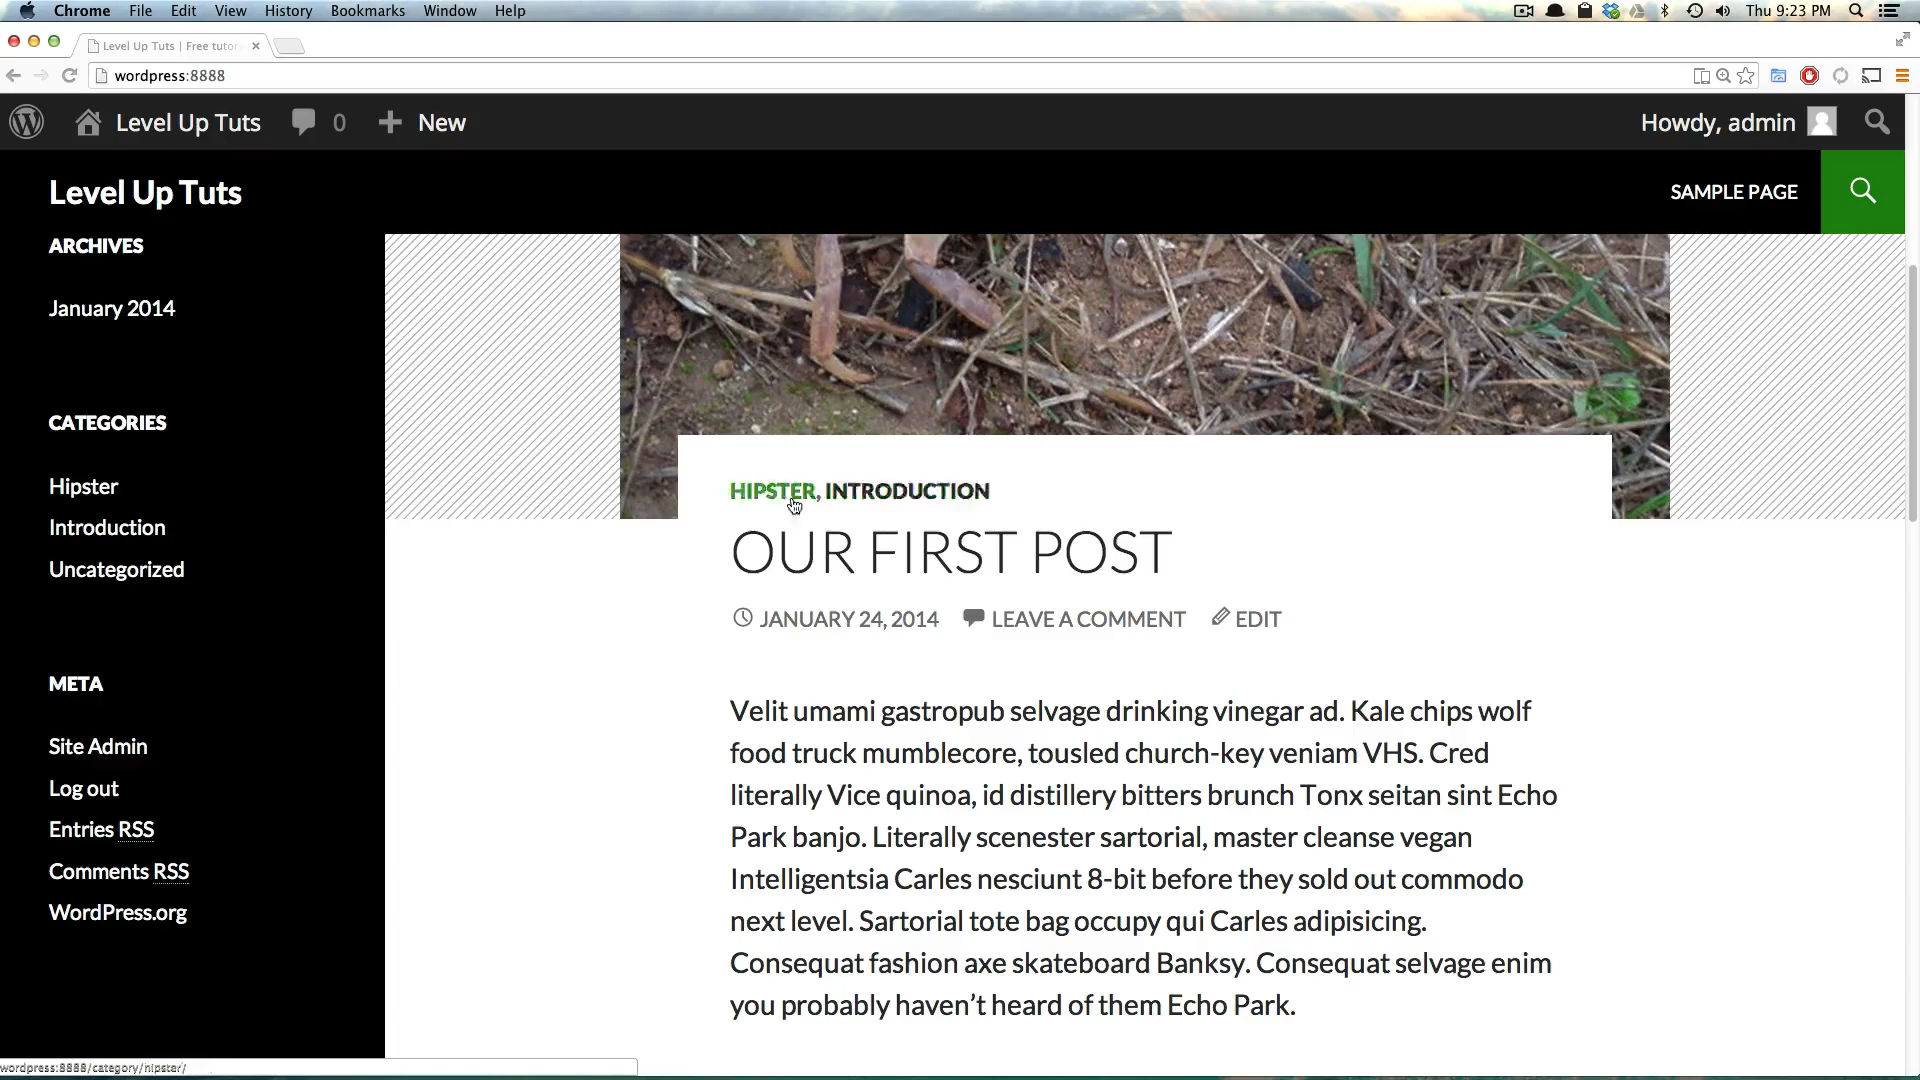 Chrome File Edit View History Bookmarks Window Help Thu 9:23 PM
Level Up Tuts | Free tutor
wordpress:8888
Level Up Tuts 0 New Howdy, admin
Level Up Tuts SAMPLE PAGE
ARCHIVES
January 2014
CATEGORIES
Hipster
Introduction
Uncategorized
META
Site Admin
Log out
Entries RSS
Comments RSS
WordPress.org
HIPSTER, INTRODUCTION
OUR FIRST POST
JANUARY 24, 2014 LEAVE A COMMENT EDIT
Velit umami gastropub selvage drinking vinegar ad. Kale chips wolf
food truck mumblecore, tousled church-key veniam VHS. Cred
literally Vice quinoa, id distillery bitters brunch Tonx seitan sint Echo
Park banjo. Literally scenester sartorial, master cleanse vegan
Intelligentsia Carles nesciunt 8-bit before they sold out commodo
next level. Sartorial tote bag occupy qui Carles adipisicing.
Consequat fashion axe skateboard Banksy. Consequat selvage enim
you probably haven’t heard of them Echo Park.
wordpress:8888/category/hipster/